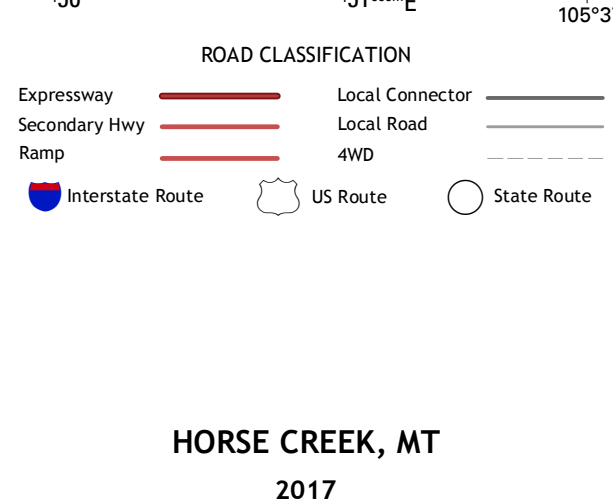 105°3
ROAD CLASSIFICATION
Expressway
Local Connector
Secondary Hwy
Local Road
Ramp
4WD
Interstate Route
US Route
State Route
HORSE CREEK, MT
2017